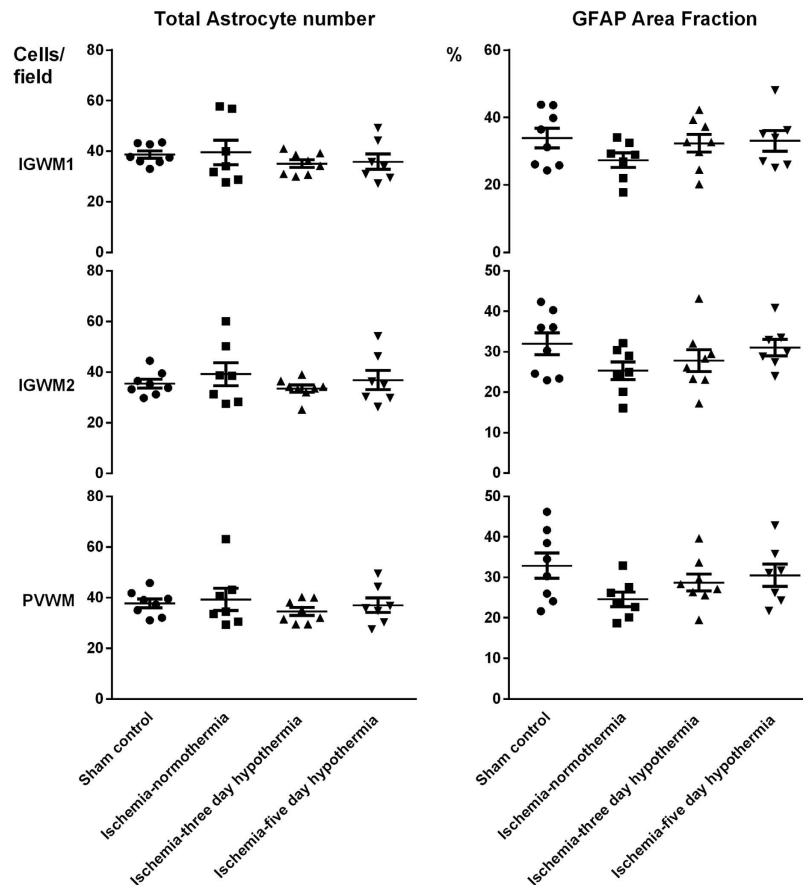 Total Astrocyte number
GFAP Area Fraction
Cells/
field
%
IGWM1
80
60
40
20
0
60
40
20
0
IGWM2
80
60
40
20
0
50
40
30
20
10
0
PVWM
80
60
40
20
0
50
40
30
20
10
0
Sham control
Ischemia-normothermia
Ischemia-three day hypothermia
Ischemia-five day hypothermia
Sham control
Ischemia-normothermia
Ischemia-three day hypothermia
Ischemia-five day hypothermia